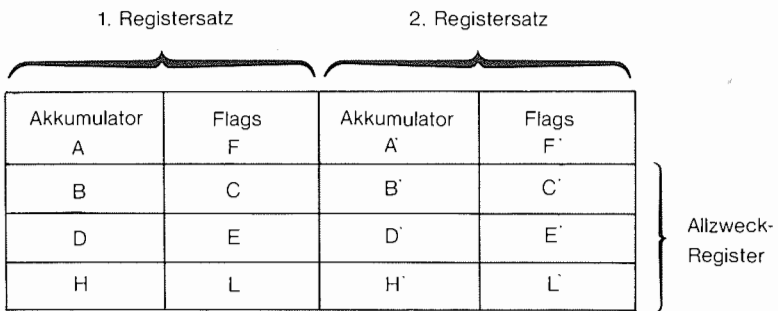 1. Registersatz 2. Registersatz
Akkumulator Flags Akkumulator Flags
A F A' F'
B C B' C'
D E D' E'
H L H' L'
Allzweck-
Register